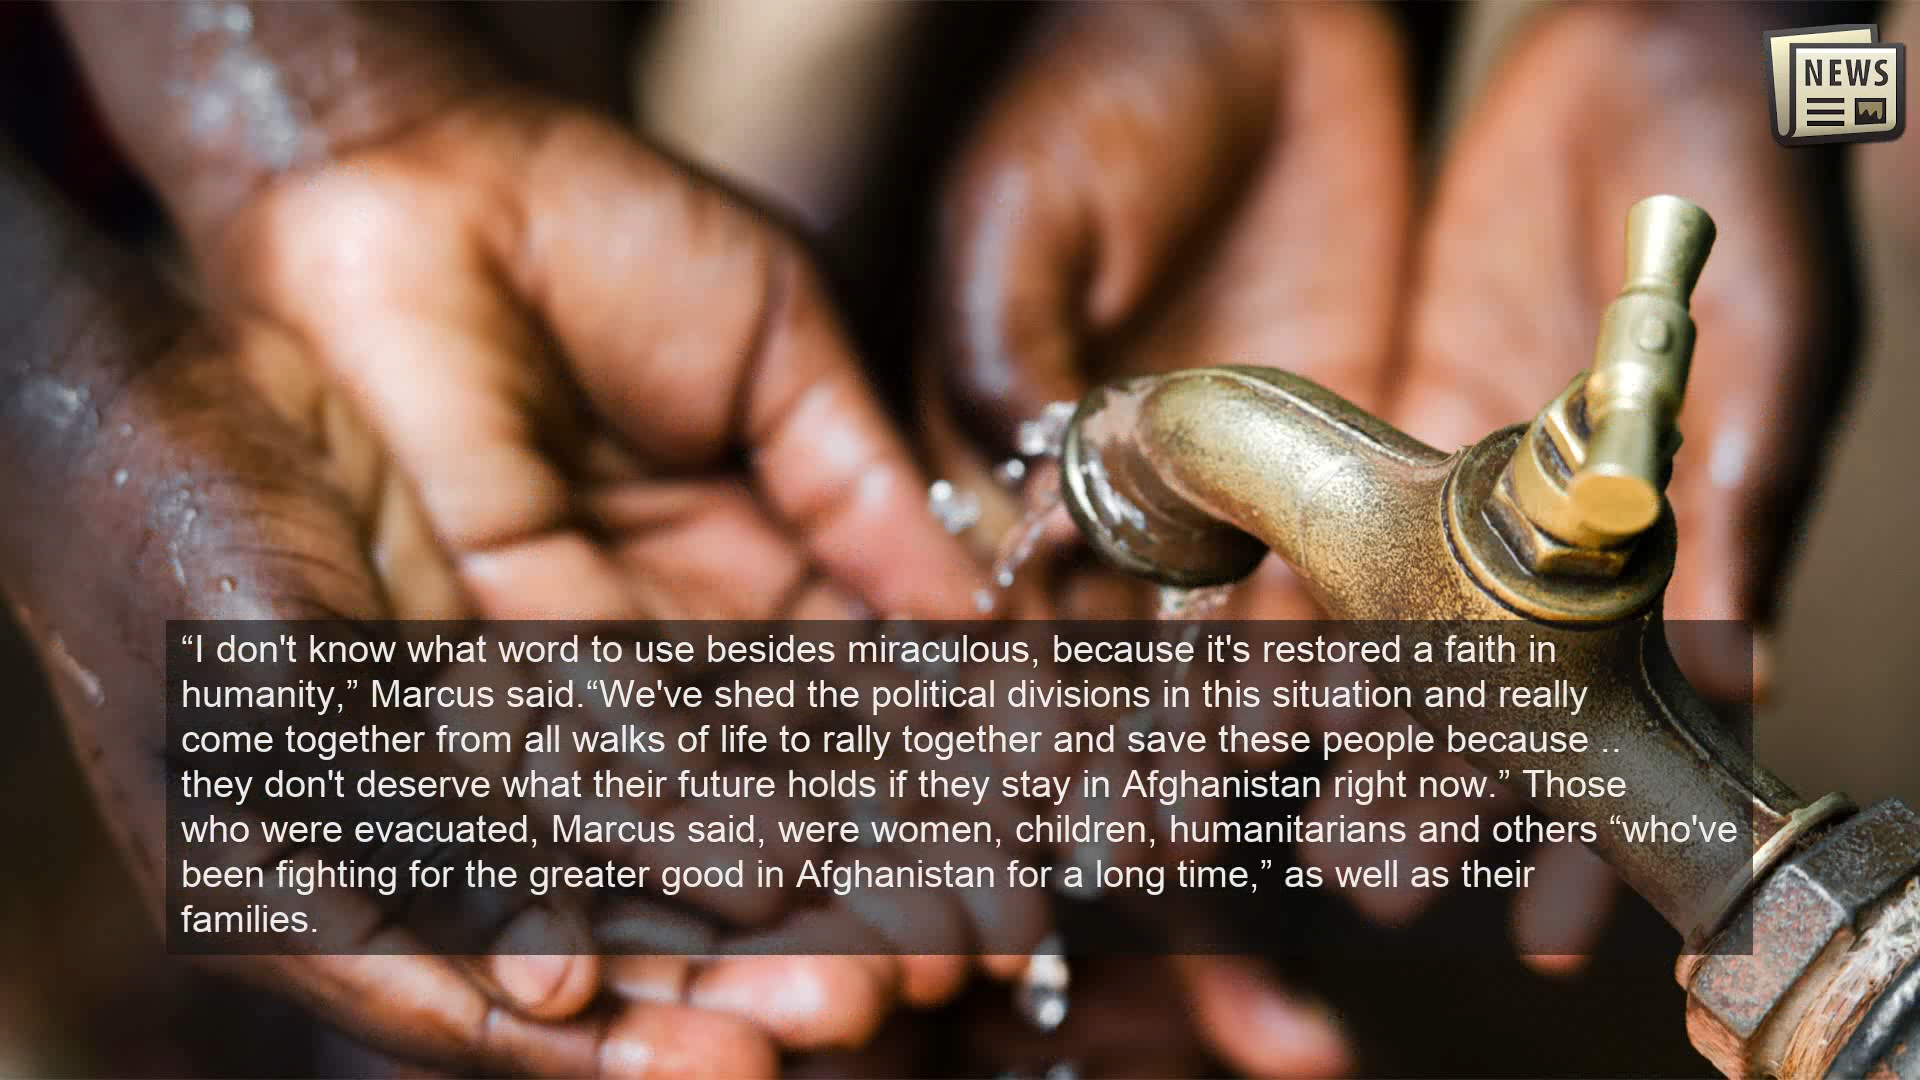 NEWS
“I don't know what word to use besides miraculous, because it's restored a faith in
humanity,” Marcus said.“We've shed the political divisions in this situation and really
come together from all walks of life to rally together and save these people because ..
they don't deserve what their future holds if they stay in Afghanistan right now.” Those
who were evacuated, Marcus said, were women, children, humanitarians and others “who've
been fighting for the greater good in Afghanistan for a long time,” as well as their
families.